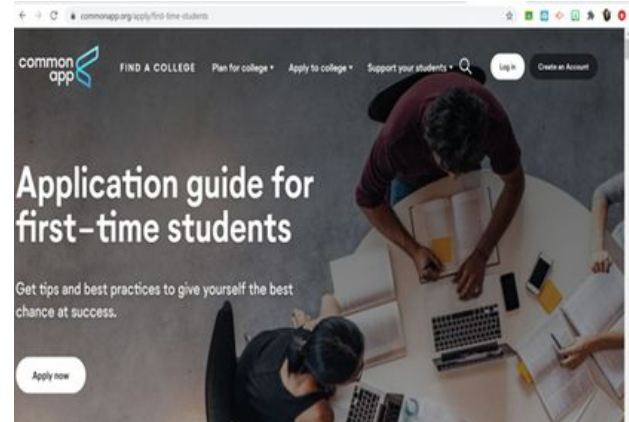 commonapp.org/apply/first-time-students
common
app
FIND A COLLEGE Plan for college Apply to college Support your students Log in Create an Account
Application guide for
first-time students
Get tips and best practices to give yourself the best
chance at success.
Apply now